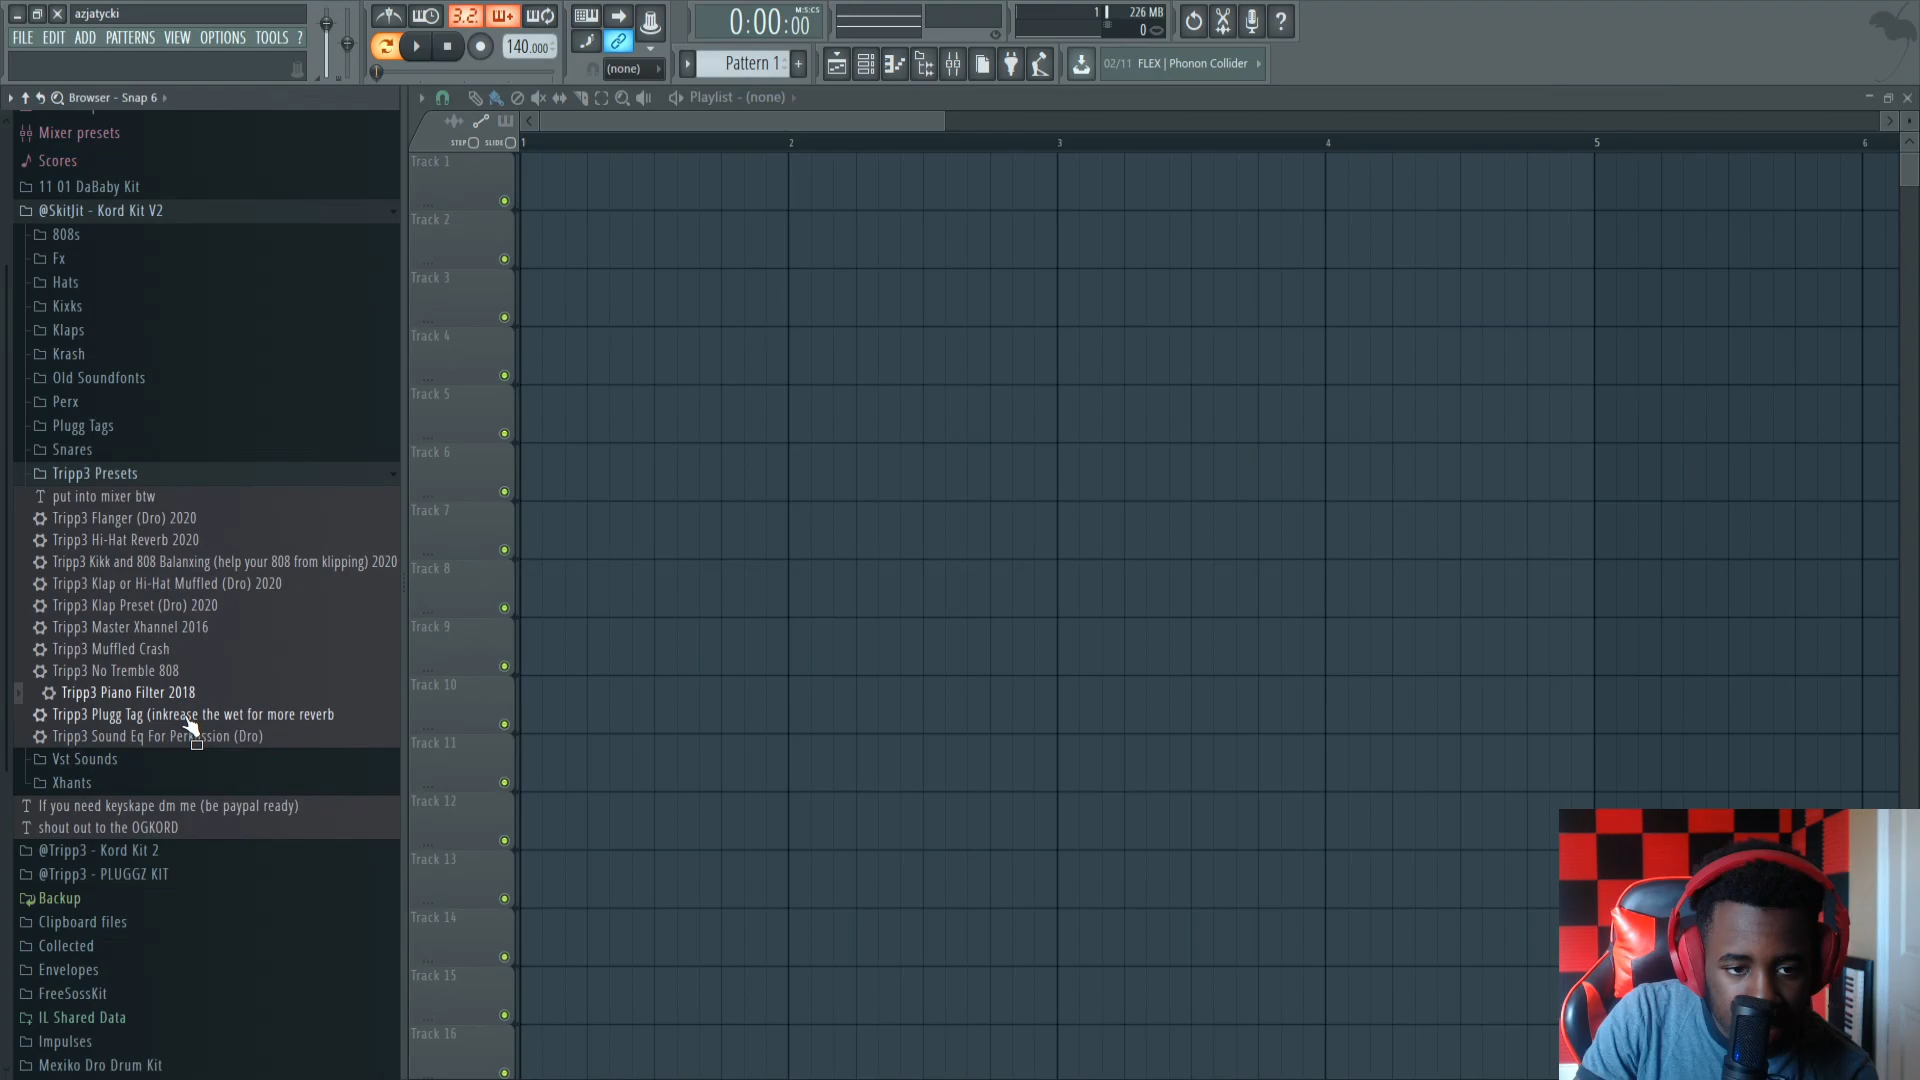 azjatycki
FILE EDIT ADD PATTERNS VIEW OPTIONS TOOLS ?
3.2.
140.000
(none)
0:00:00
M:S:CS
Pattern 1
1
226 MB
0
02/11 FLEX | Phonon Collider
Browser - Snap 6
Mixer presets
Scores
11 01 DaBaby Kit
@SkitJit - Kord Kit V2
808s
Fx
Hats
Kixks
Klaps
Krash
Old Soundfonts
Perx
Plugg Tags
Snares
Tripp3 Presets
put into mixer btw
Tripp3 Flanger (Dro) 2020
Tripp3 Hi-Hat Reverb 2020
Tripp3 Kikk and 808 Balanxing (help your 808 from klipping) 2020
Tripp3 Klap or Hi-Hat Muffled (Dro) 2020
Tripp3 Klap Preset (Dro) 2020
Tripp3 Master Xhannel 2016
Tripp3 Muffled Crash
Tripp3 No Tremble 808
Tripp3 Piano Filter 2018
Tripp3 Plugg Tag (inkrease the wet for more reverb
Tripp3 Sound Eq For (Dro)
Vst Sounds
Xhants
If you need keyskape dm me (be paypal ready)
shout out to the OGKORD
@Tripp3 - Kord Kit 2
@Tripp3 - PLUGGZ KIT
Backup
Clipboard files
Collected
Envelopes
FreeSossKit
IL Shared Data
Impulses
Mexiko Dro Drum Kit
Playlist - (none)
STEP SLIDE
1 2 3 4 5 6
Track 1
Track 2
Track 3
Track 4
Track 5
Track 6
Track 7
Track 8
Track 9
Track 10
Track 11
Track 12
Track 13
Track 14
Track 15
Track 16